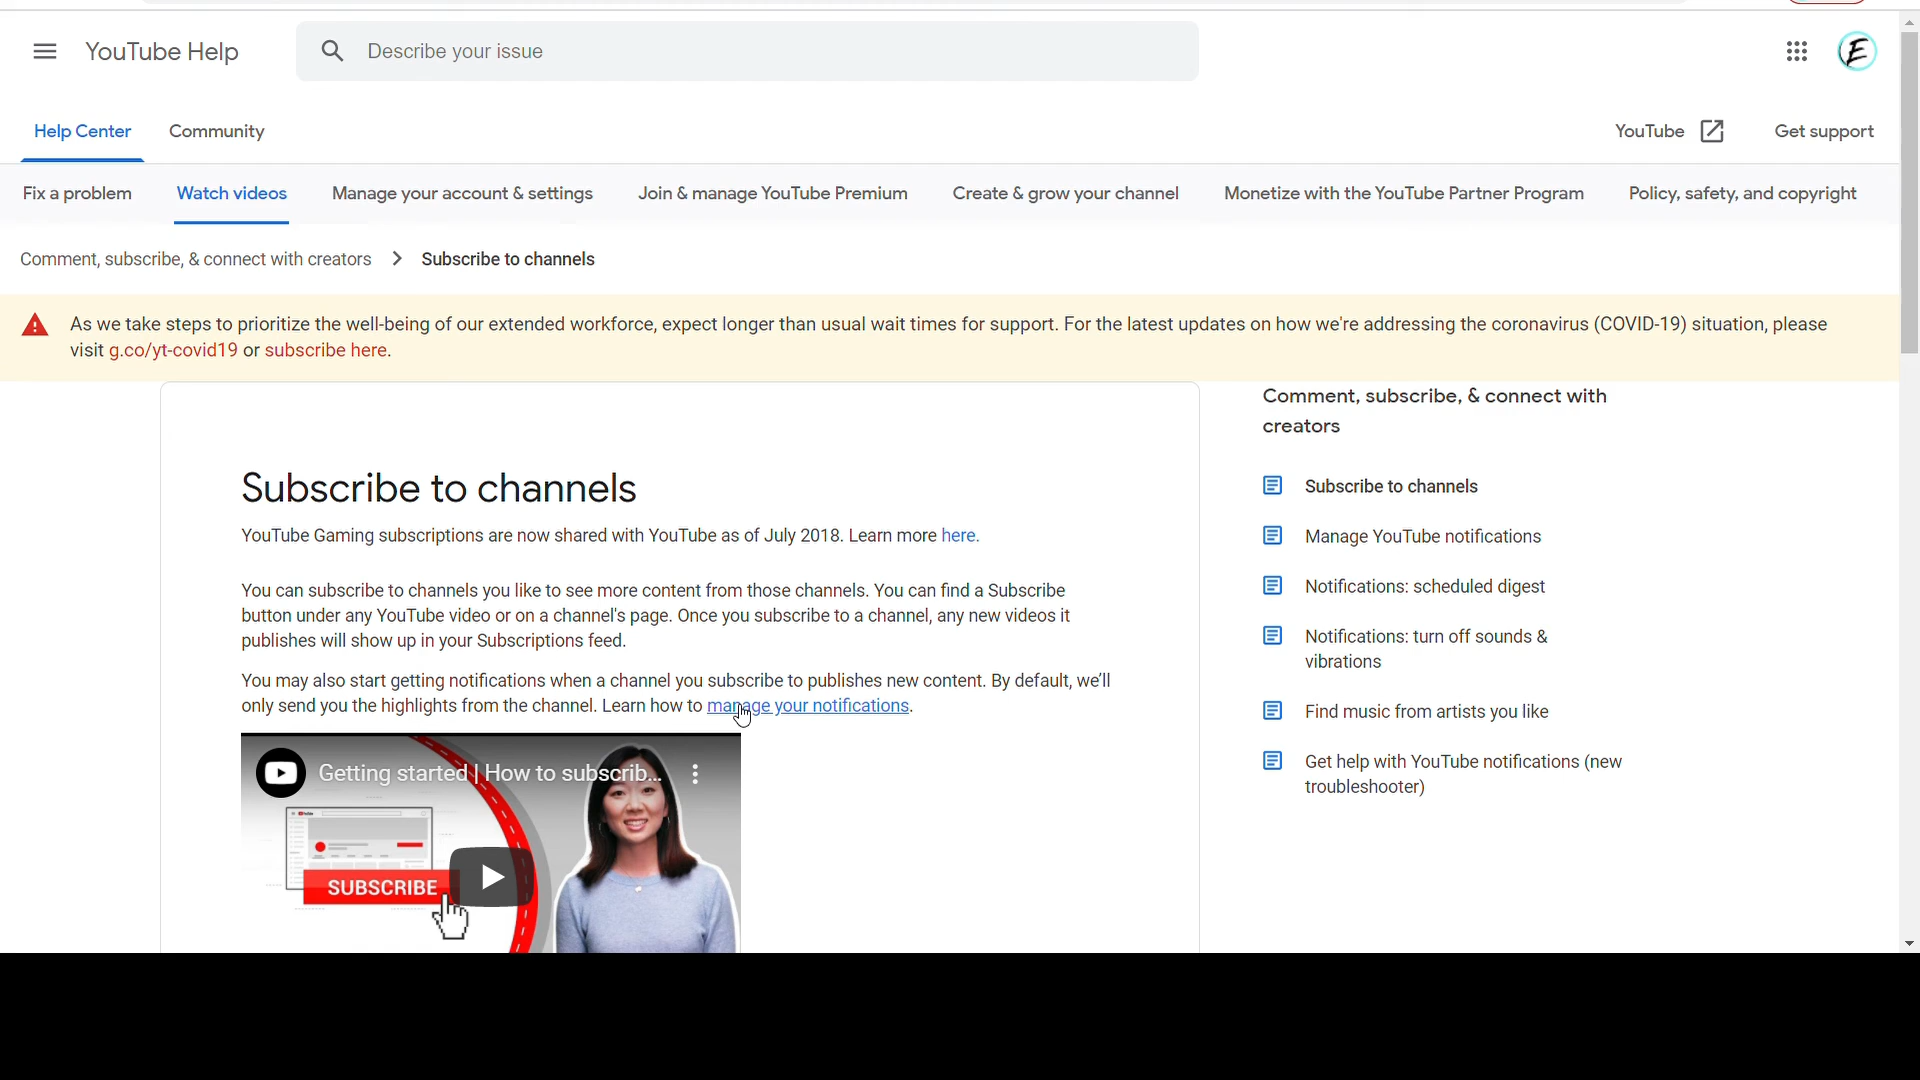 YouTube Help
Describe your issue
E
Help Center
Community
YouTube
Get support
Fix a problem
Watch videos
Manage your account & settings
Join & manage YouTube Premium
Create & grow your channel
Monetize with the YouTube Partner Program
Policy, safety, and copyright
Comment, subscribe, & connect with creators
Subscribe to channels
As we take steps to prioritize the well-being of our extended workforce, expect longer than usual wait times for support. For the latest updates on how we're addressing the coronavirus (COVID-19) situation, please
visit g.co/yt-covid19 or subscribe here.
Subscribe to channels
YouTube Gaming subscriptions are now shared with YouTube as of July 2018. Learn more here.
You can subscribe to channels you like to see more content from those channels. You can find a Subscribe
button under any YouTube video or on a channel's page. Once you subscribe to a channel, any new videos it
publishes will show up in your Subscriptions feed.
You may also start getting notifications when a channel you subscribe to publishes new content. By default, we'll
only send you the highlights from the channel. Learn how to manage your notifications.
Getting started | How to subscrib...
SUBSCRIBE
Comment, subscribe, & connect with
creators
Subscribe to channels
Manage YouTube notifications
Notifications: scheduled digest
Notifications: turn off sounds &
vibrations
Find music from artists you like
Get help with YouTube notifications (new
troubleshooter)